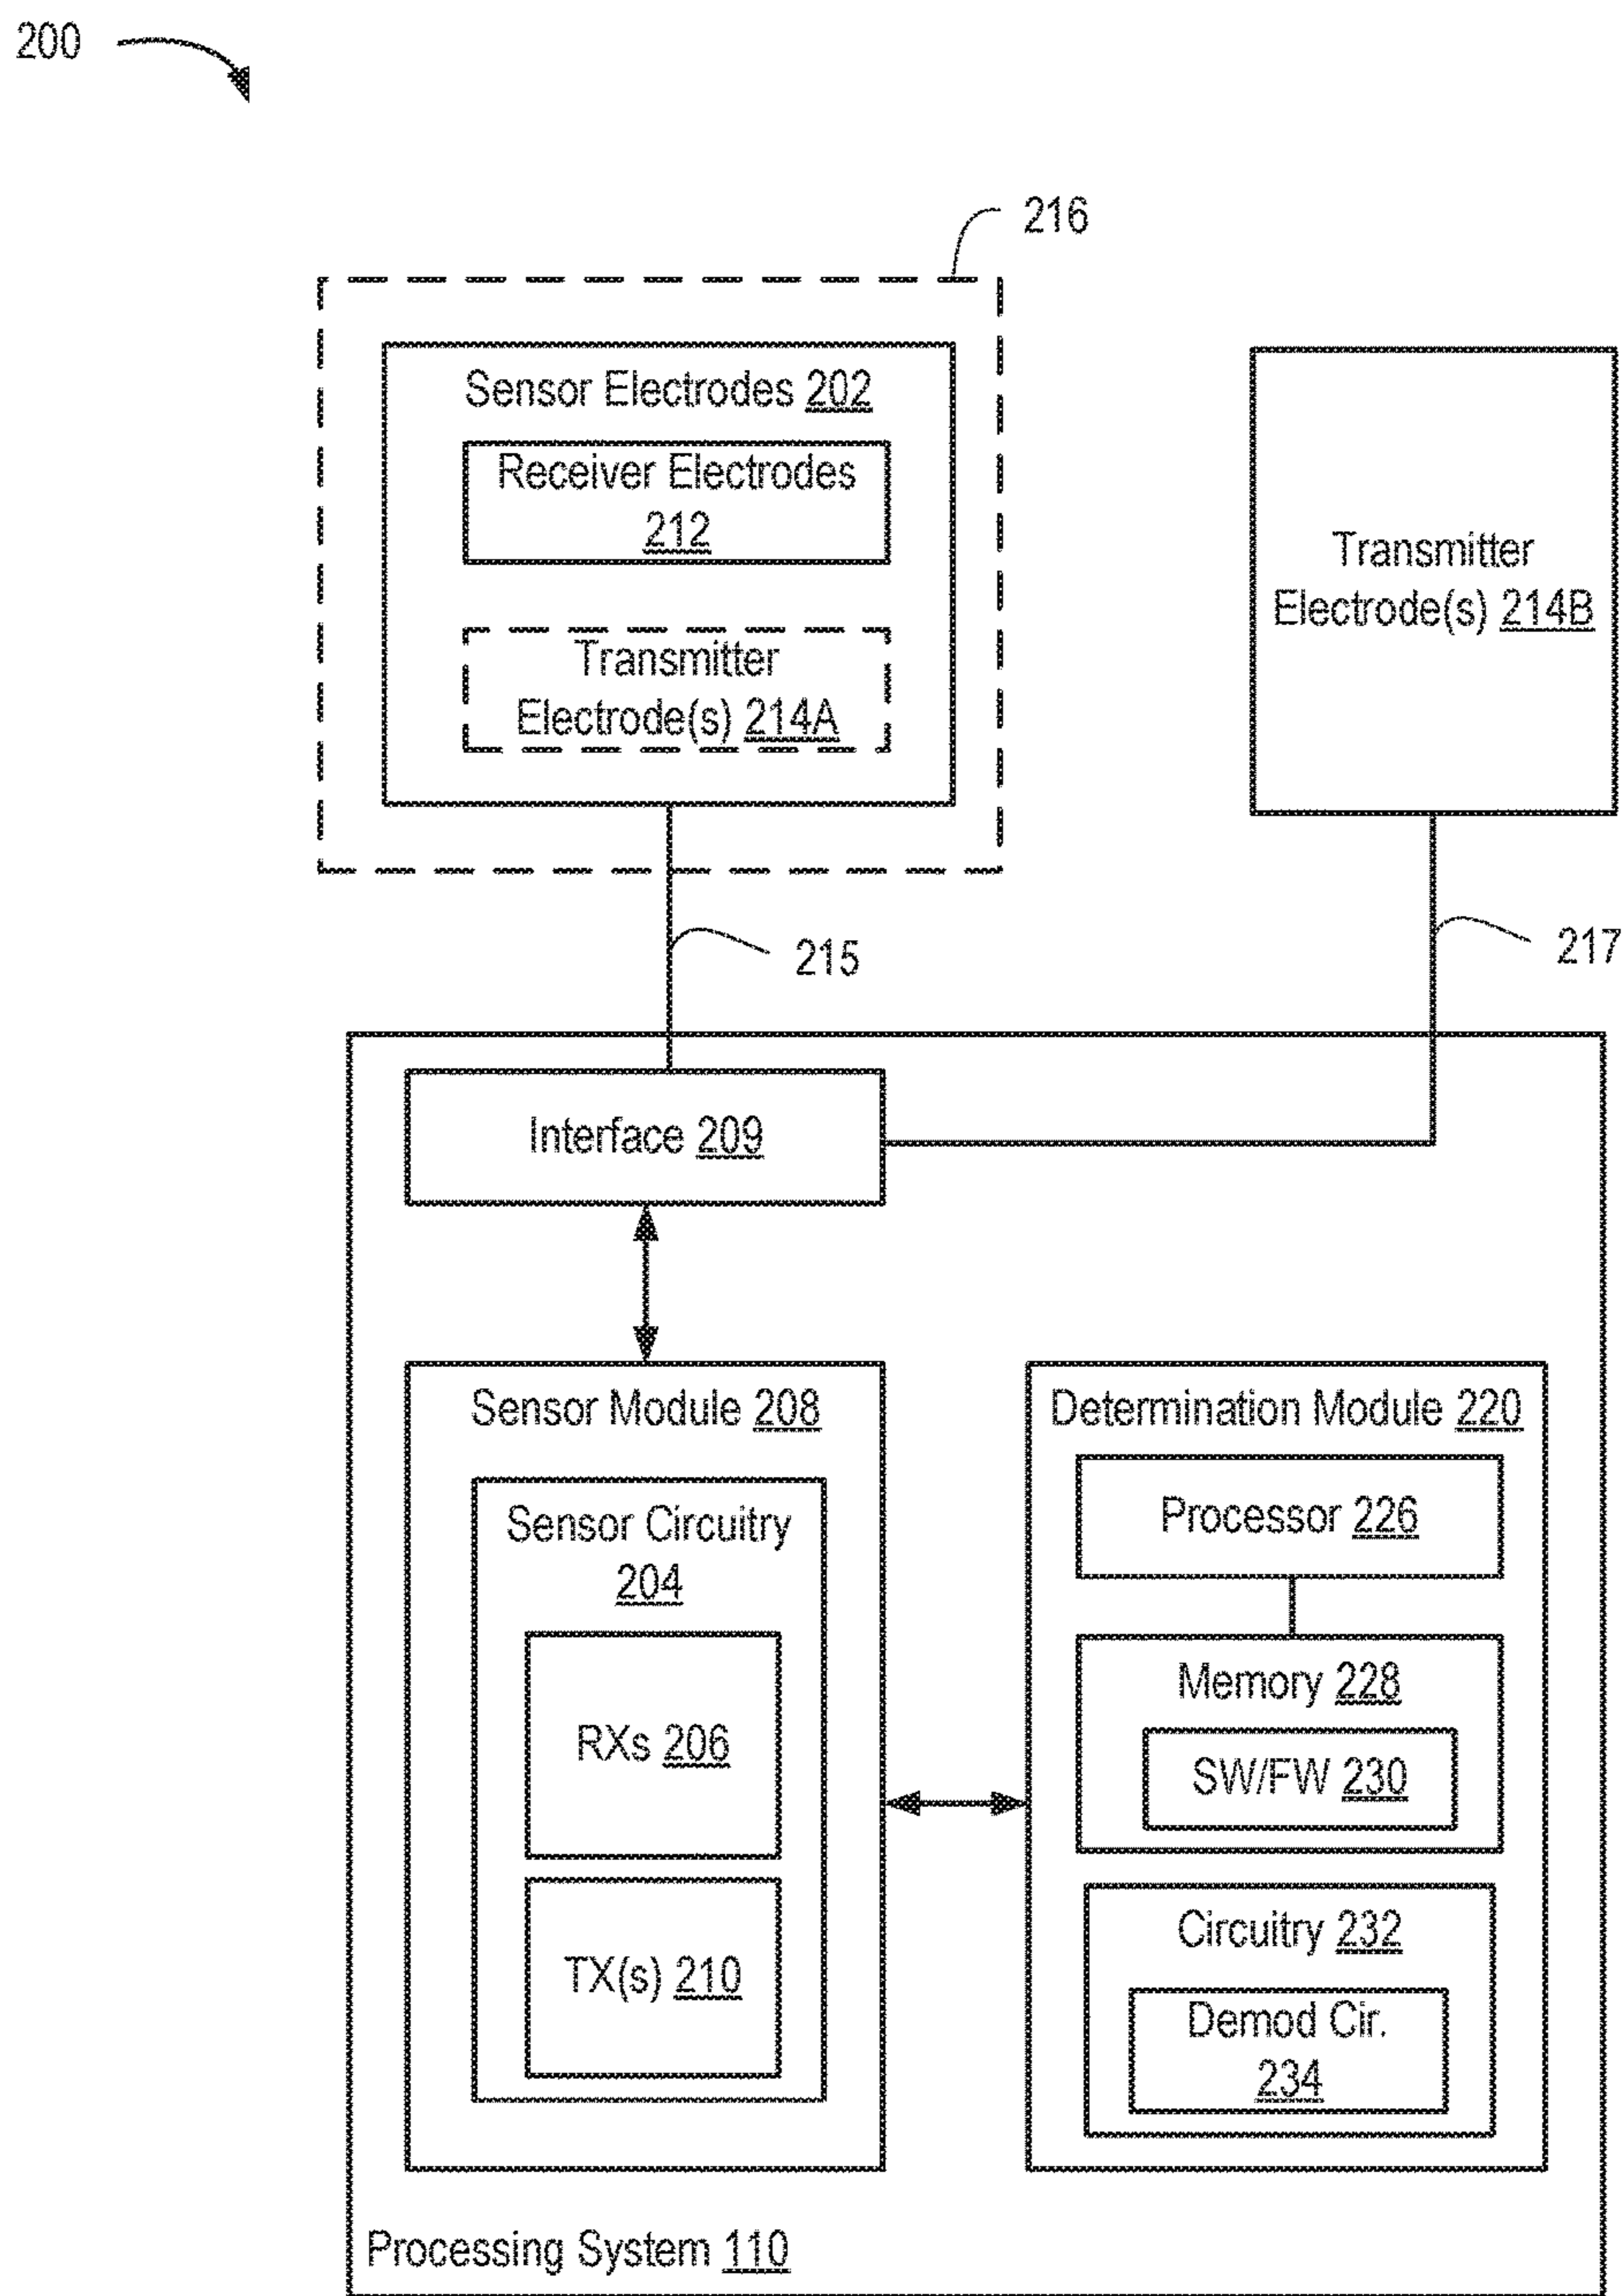 200
216
Sensor Electrodes 202
Receiver Electrodes
212
Transmitter
Electrode(s) 214A
Transmitter
Electrode(s) 214B
215
217
Interface 209
Sensor Module 208
Sensor Circuitry
204
RXs 206
TX(s) 210
Determination Module 220
Processor 226
Memory 228
SW/FW 230
Circuitry 232
Demod Cir.
234
Processing System 110